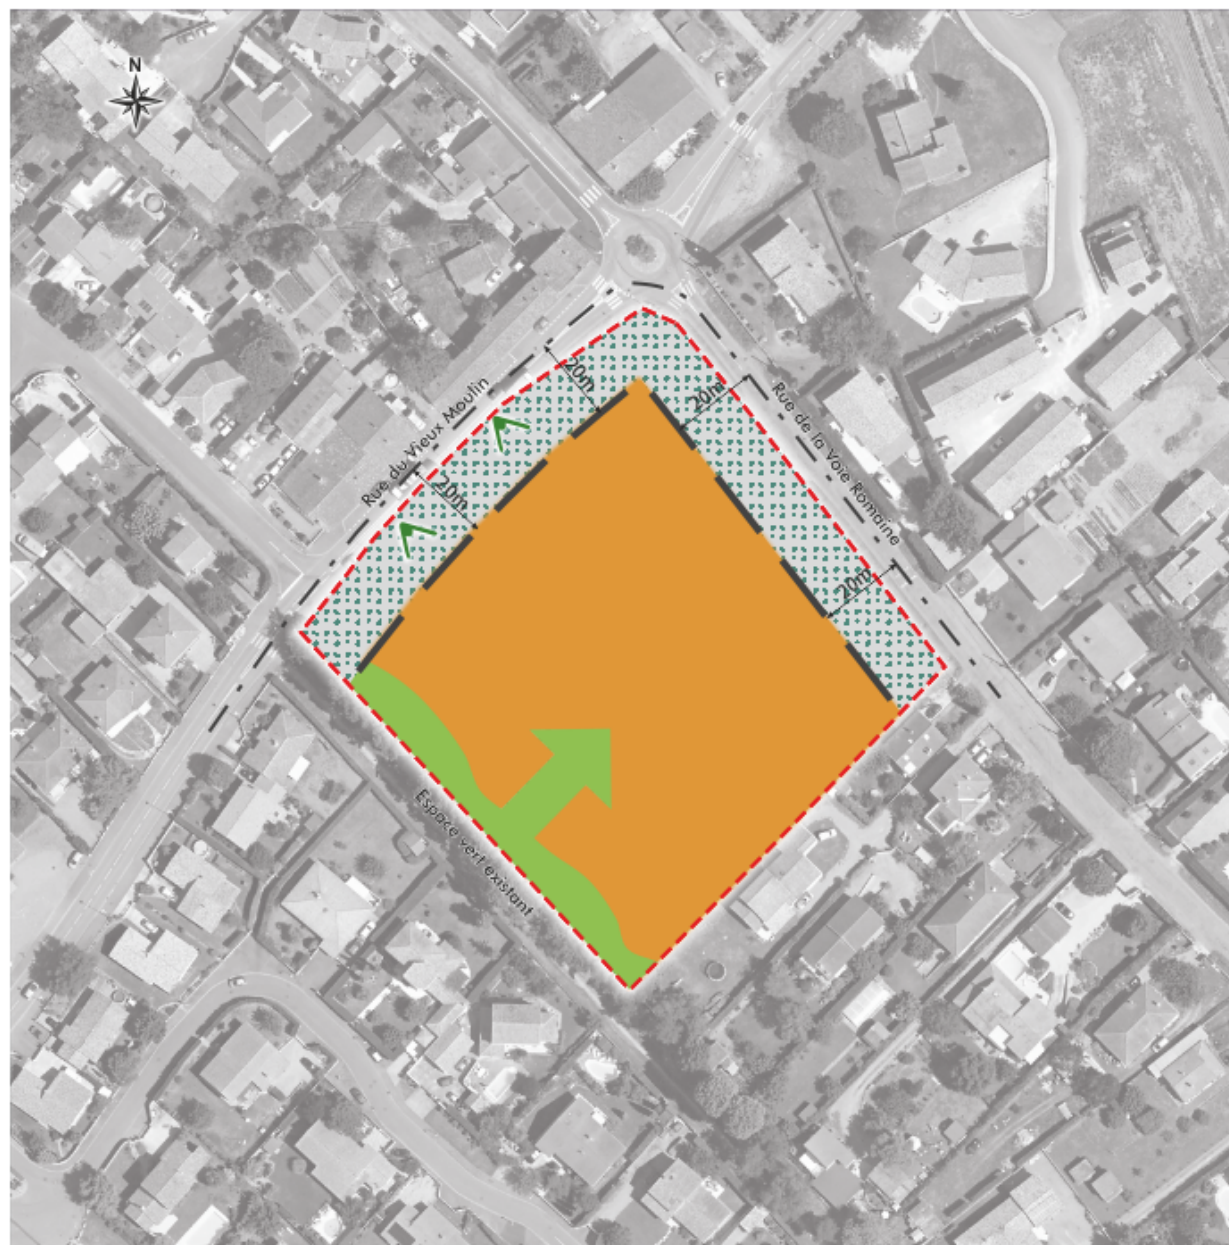 N
20m
20m
Rue du Vieux Moulin
Rue de la Voie Romaine
20m
20m
Espace vert existant